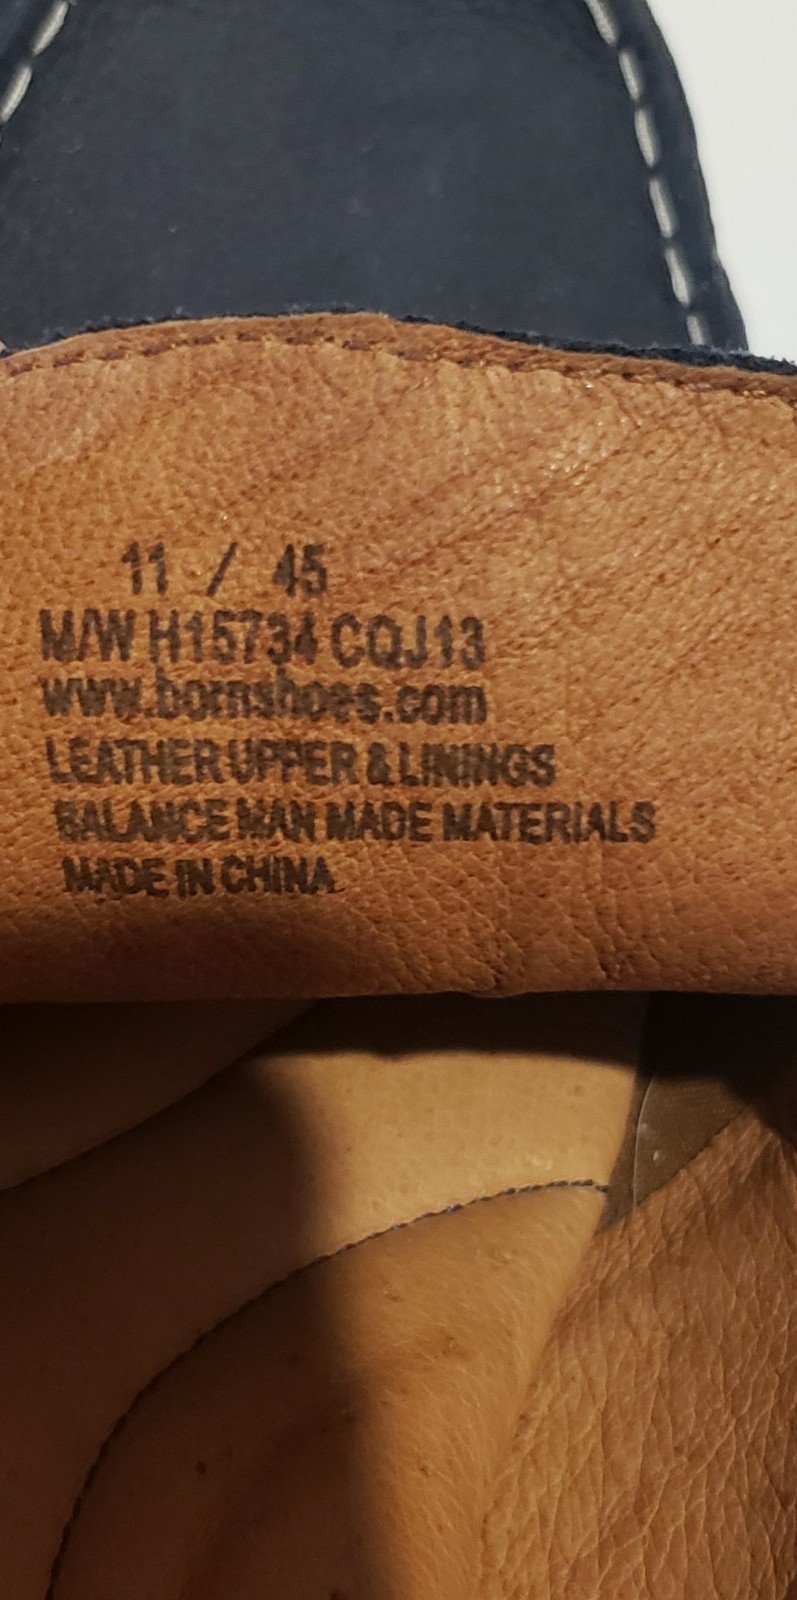 11 / 45
M/W H15734 CQJ13
www.bornshoes.com
LEATHER UPPER & LININGS
BALANCE MAN MADE MATERIALS
MADE IN CHINA